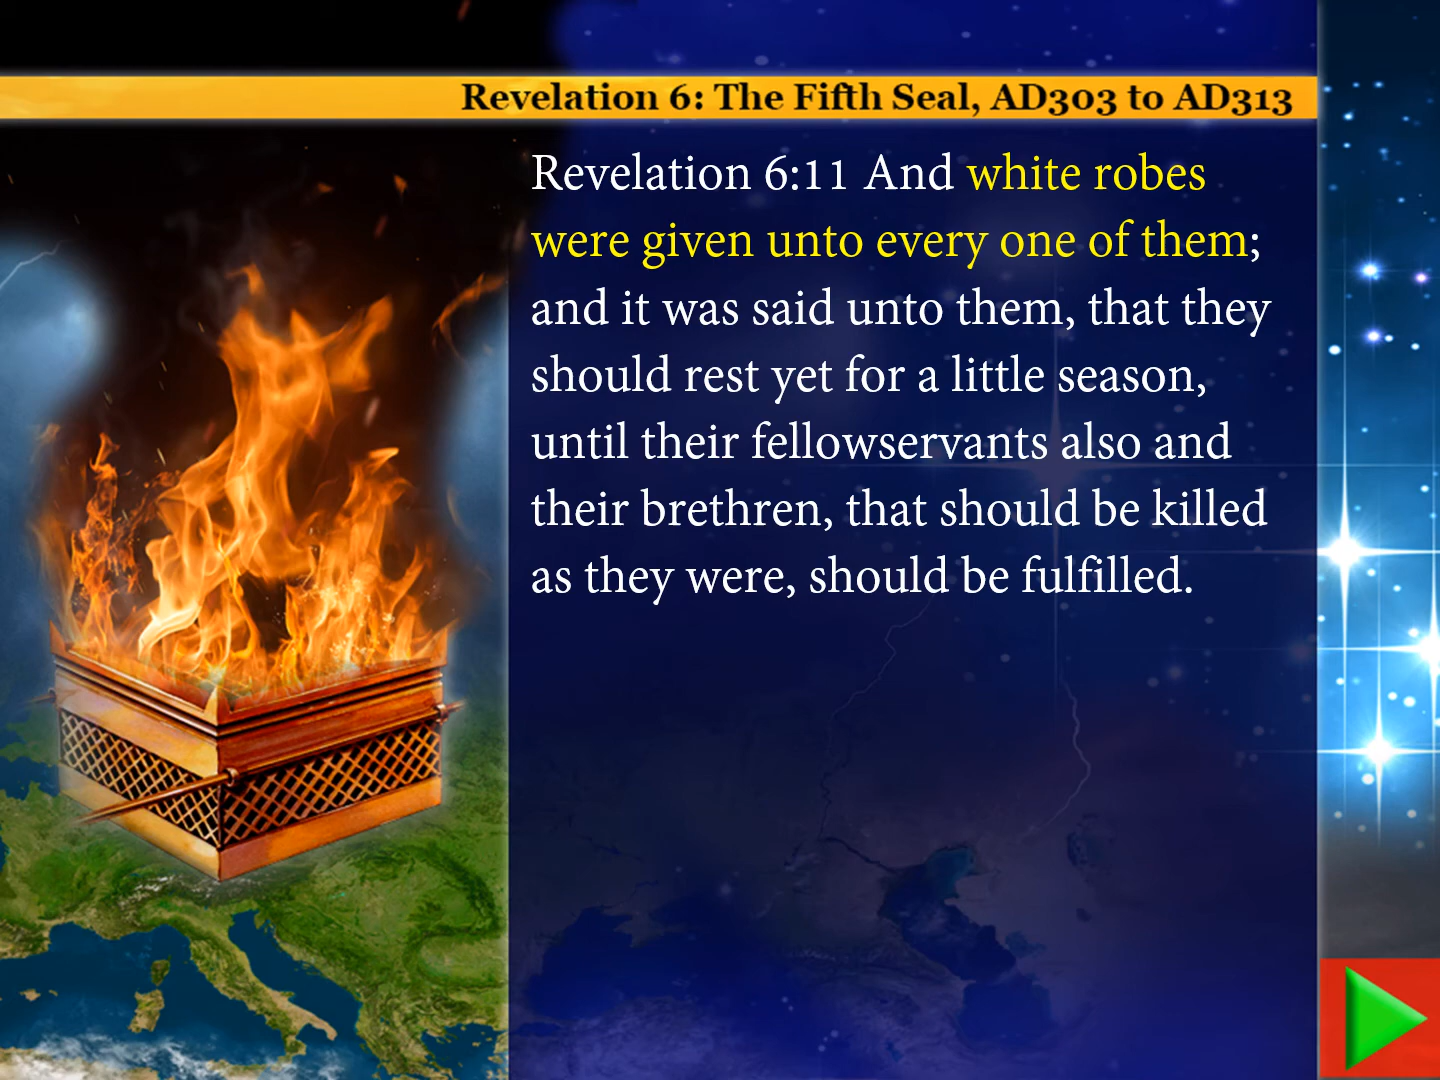 Revelation 6: The Fifth Seal, AD303 to AD313
Revelation 6:11 And white robes
were given unto every one of them;
and it was said unto them, that they
should rest yet for a little season,
until their fellowservants also and
their brethren, that should be killed
as they were, should be fulfilled.